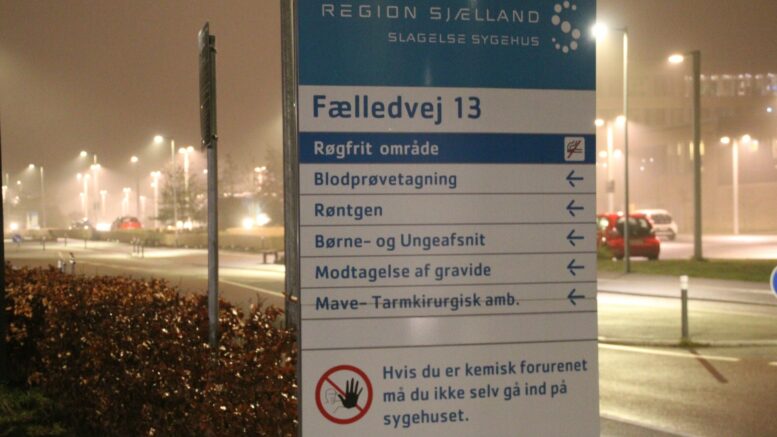 REGION SJÆLLAND
SLAGELSE SYGEHUS
Fælledvej 13
Røgfrit område
Blodprøvetagning
Røntgen
Børne- og Ungeafsnit
Modtagelse af gravide
Mave- Tarmkirurgisk amb.
Hvis du er kemisk forurenet
må du ikke selv gå ind på
sygehuset.